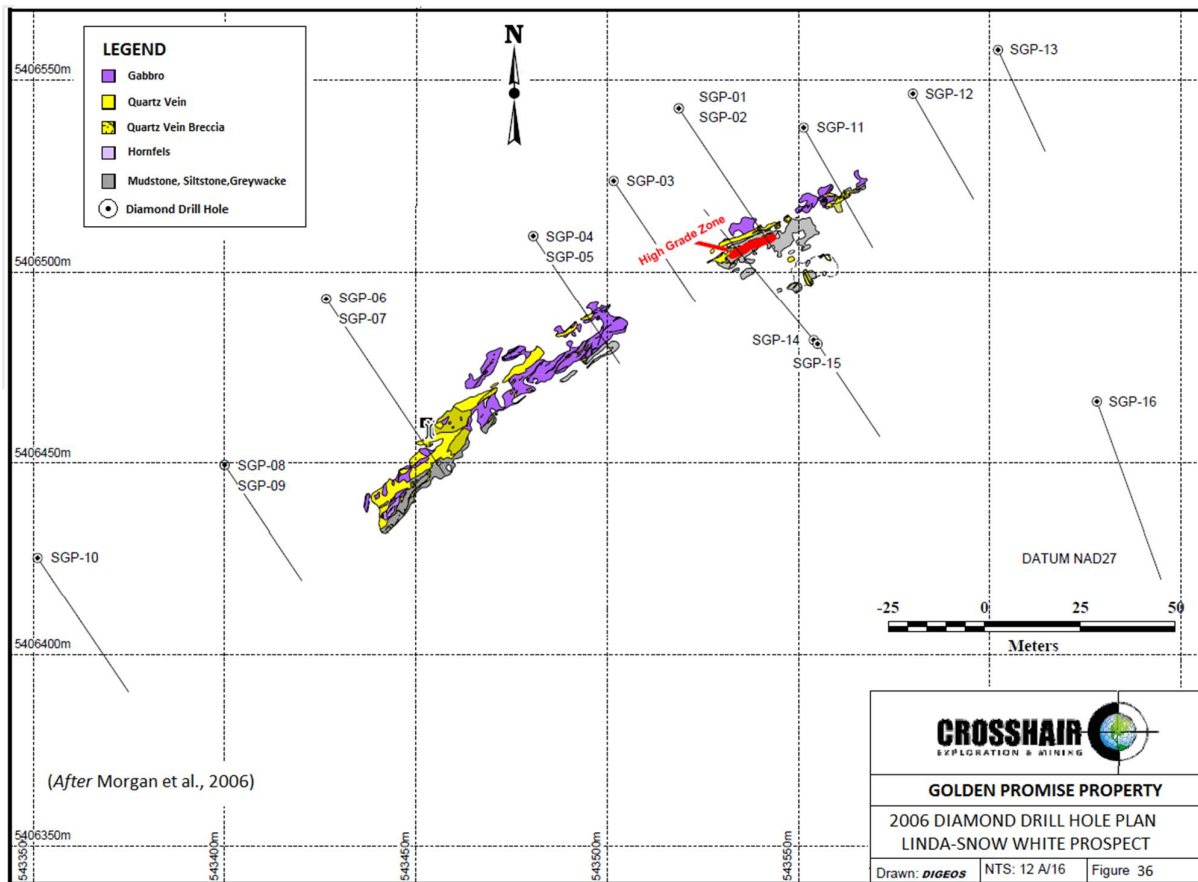 LEGEND
Gabbro
Quartz Vein
Quartz Vein Breccia
Hornfels
Mudstone, Siltstone,Greywacke
Diamond Drill Hole
N
5406550m
5406500m
5406450m
5406400m
5406350m
SGP-13
SGP-12
SGP-01
SGP-02
SGP-11
SGP-03
High Grade Zone
SGP-04
SGP-05
SGP-06
SGP-07
SGP-14
SGP-15
SGP-16
SGP-08
SGP-09
SGP-10
DATUM NAD27
-25 0 25 50
Meters
(After Morgan et al., 2006)
543350m
543400m
543450m
543500m
543550m
CROSSHAIR
EXPLORATION & MINING
GOLDEN PROMISE PROPERTY
2006 DIAMOND DRILL HOLE PLAN
LINDA-SNOW WHITE PROSPECT
Drawn: DIGEOS NTS: 12 A/16 Figure 36